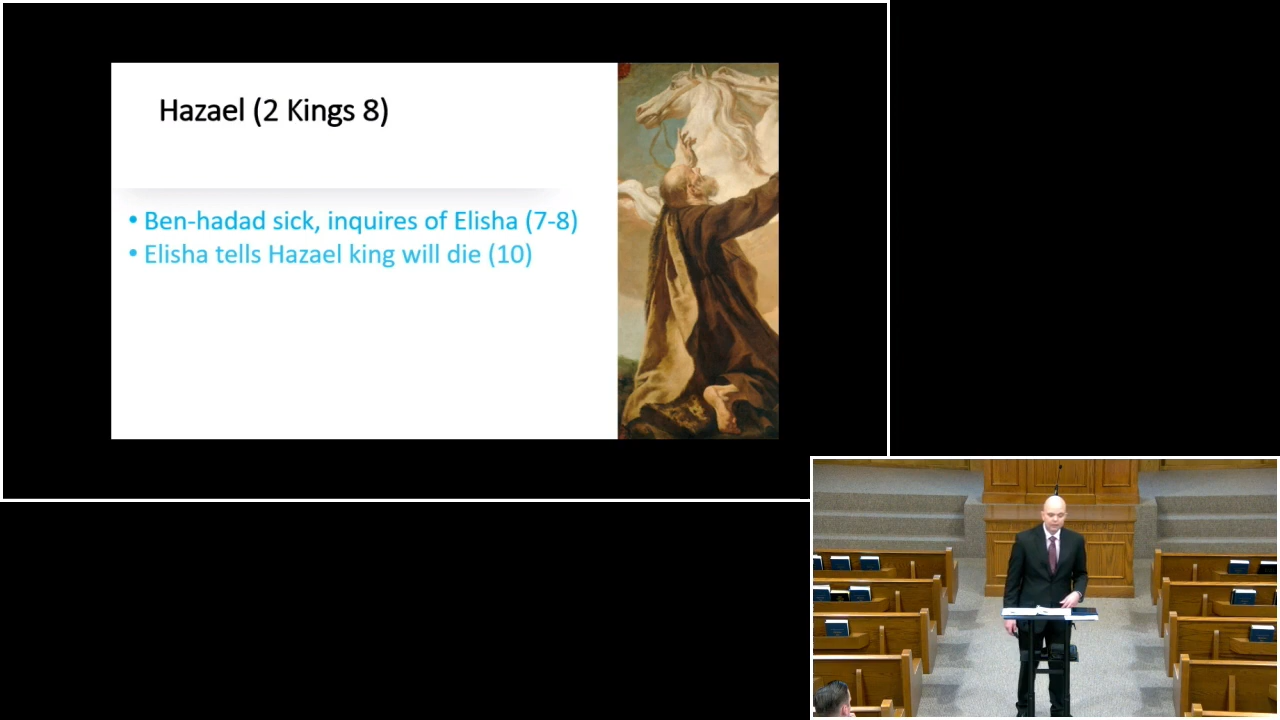 Hazael (2 Kings 8)
• Ben-hadad sick, inquires of Elisha (7-8)
• Elisha tells Hazael king will die (10)